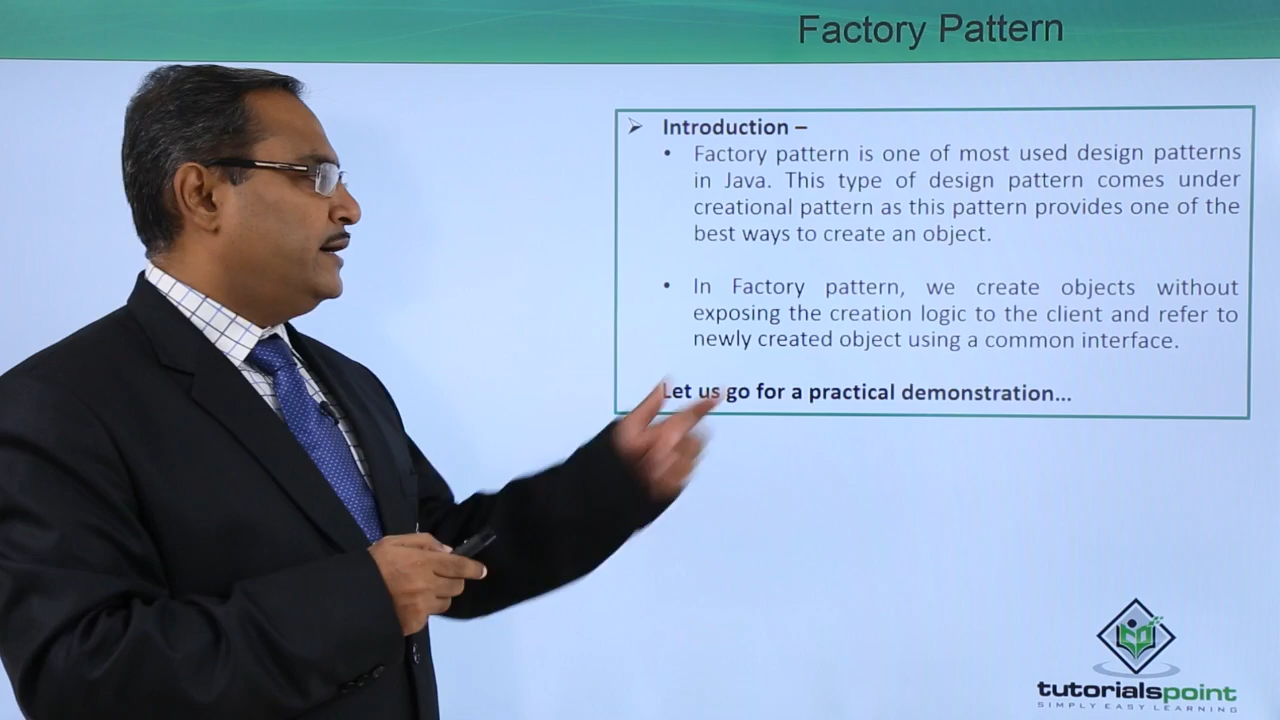 Factory Pattern
Introduction –
• Factory pattern is one of most used design patterns
in Java. This type of design pattern comes under
creational pattern as this pattern provides one of the
best ways to create an object.
• In Factory pattern, we create objects without
exposing the creation logic to the client and refer to
newly created object using a common interface.
Let us go for a practical demonstration...
tutorialspoint
SIMPLY EASY LEARNING